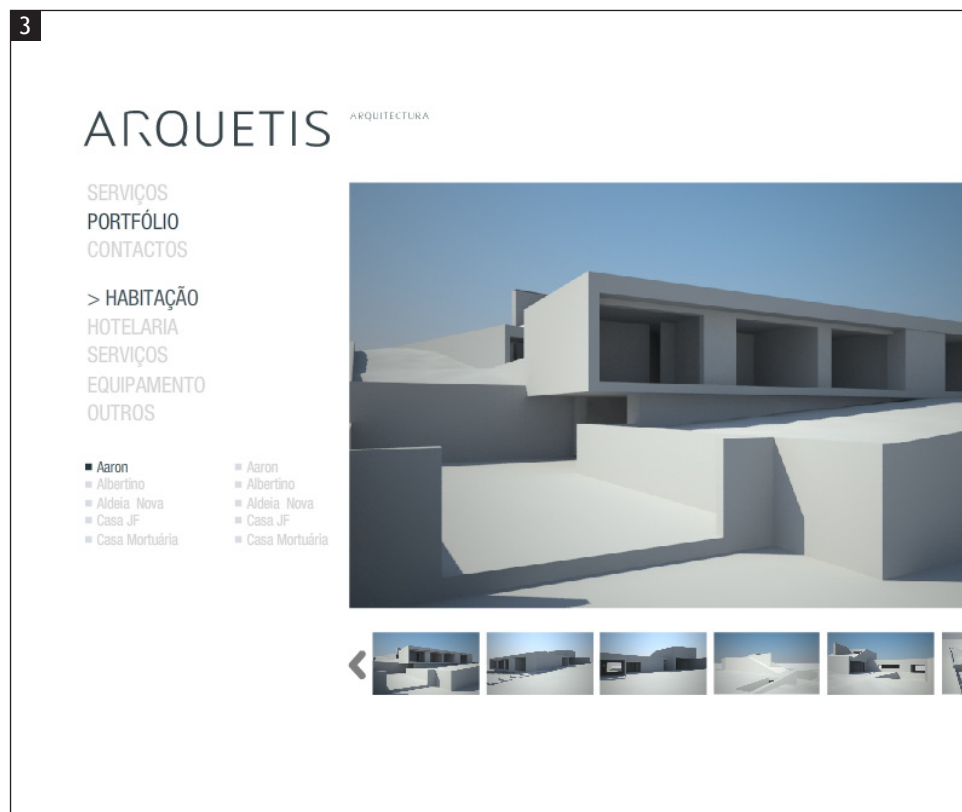 3
ARQUETIS ARQUITECTURA
SERVIÇOS
PORTFÓLIO
CONTACTOS
> HABITAÇÃO
HOTELARIA
SERVIÇOS
EQUIPAMENTO
OUTROS
Aaron
Albertino
Aldeia Nova
Casa JF
Casa Mortuária
Aaron
Albertino
Aldeia Nova
Casa JF
Casa Mortuária